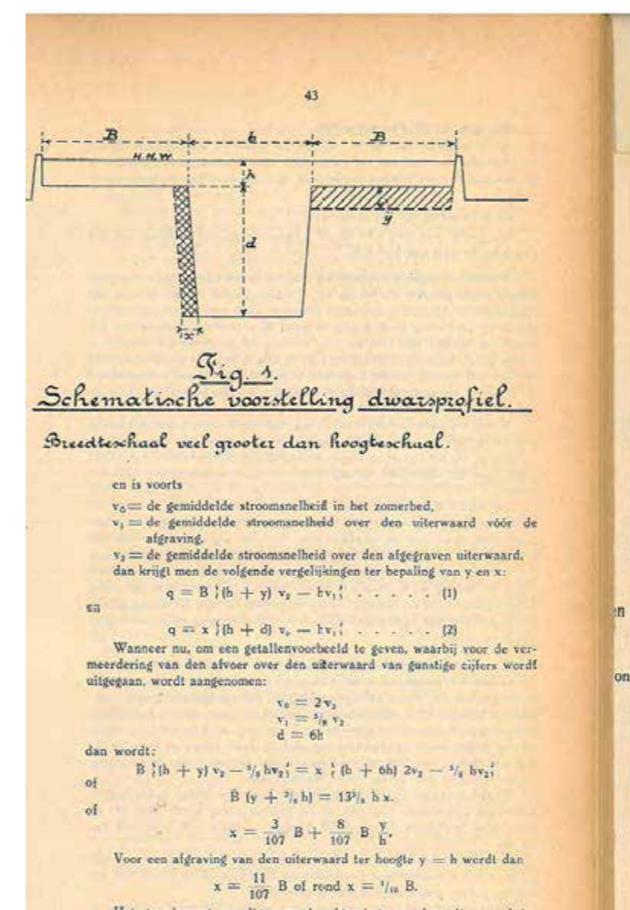 43
B b B
H.H.W.
h
y
d
x
Fig. 1.
Schematische voorstelling dwarsprofiel.
Breedteschaal veel grooter dan hoogteschaal.
en is voorts
v₀ = de gemiddelde stroomsnelheid in het zomerbed,
v₁ = de gemiddelde stroomsnelheid over den uiterwaard vóór de
afgraving,
v₂ = de gemiddelde stroomsnelheid over den afgegraven uiterwaard,
dan krijgt men de volgende vergelijkingen ter bepaling van y en x:
q = B {(h + y) v₂ — hv₁} . . . . . (1)
en
q = x {(h + d) v₀ — hv₁} . . . . . (2)
Wanneer nu, om een getallenvoorbeeld te geven, waarbij voor de ver-
meerdering van den afvoer over den uiterwaard van gunstige cijfers wordt
uitgegaan, wordt aangenomen:
v₀ = 2v₂
v₁ = ⁵/₈ v₂
d = 6h
dan wordt:
B {(h + y) v₂ — ⁵/₈ hv₂} = x {(h + 6h) 2v₂ — ⁵/₈ hv₂}
of
B (y + ³/₈ h) = 13³/₈ h x.
of
x = 3/107 B + 8/107 B y/h.
Voor een afgraving van den uiterwaard ter hoogte y = h wordt dan
x = 11/107 B of rond x = ¹/₁₀ B.
en
on